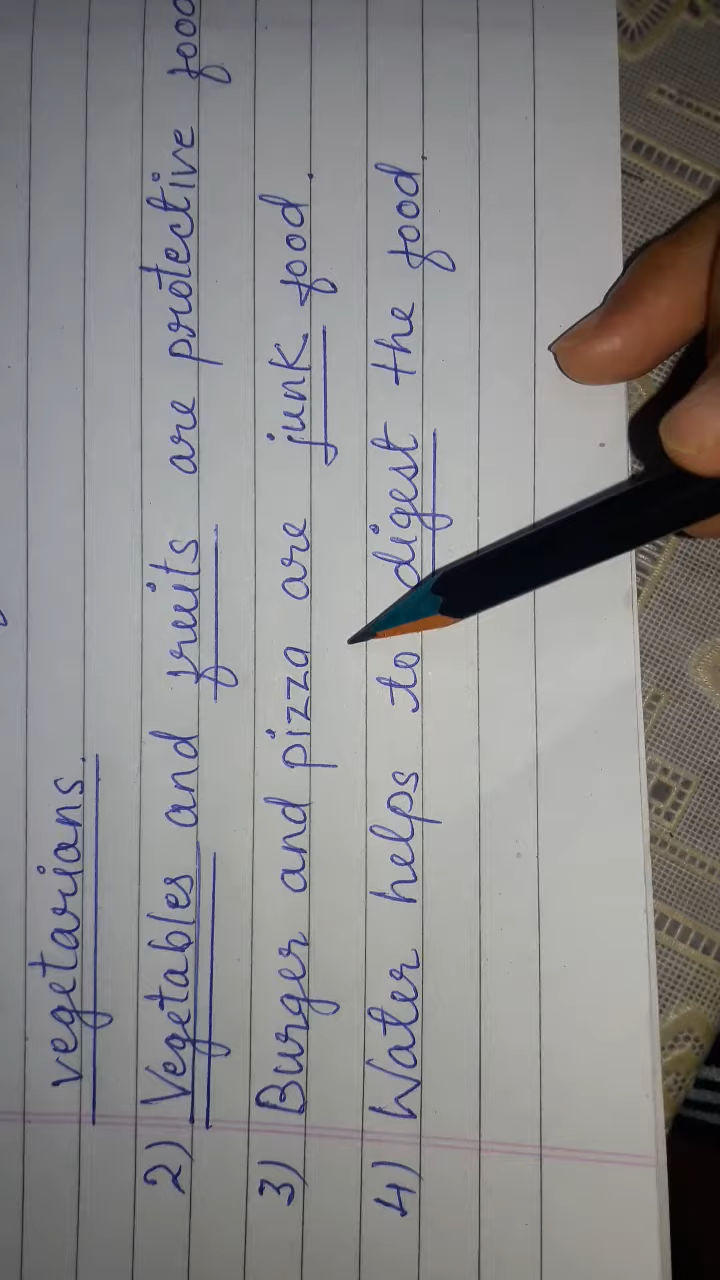 vegetarians.
2) Vegetables and fruits are protective food
3) Burger and pizza are junk food.
4) Water helps to digest the food.